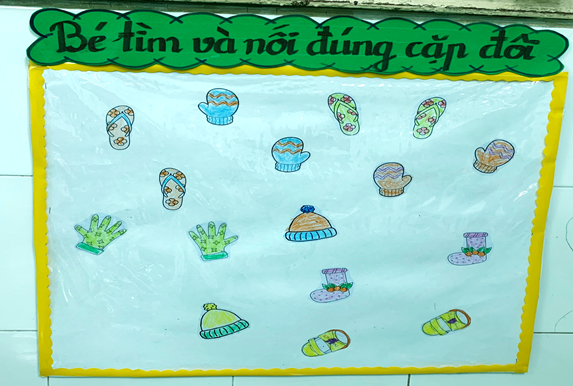 Bé tìm và nối đúng cặp đôi